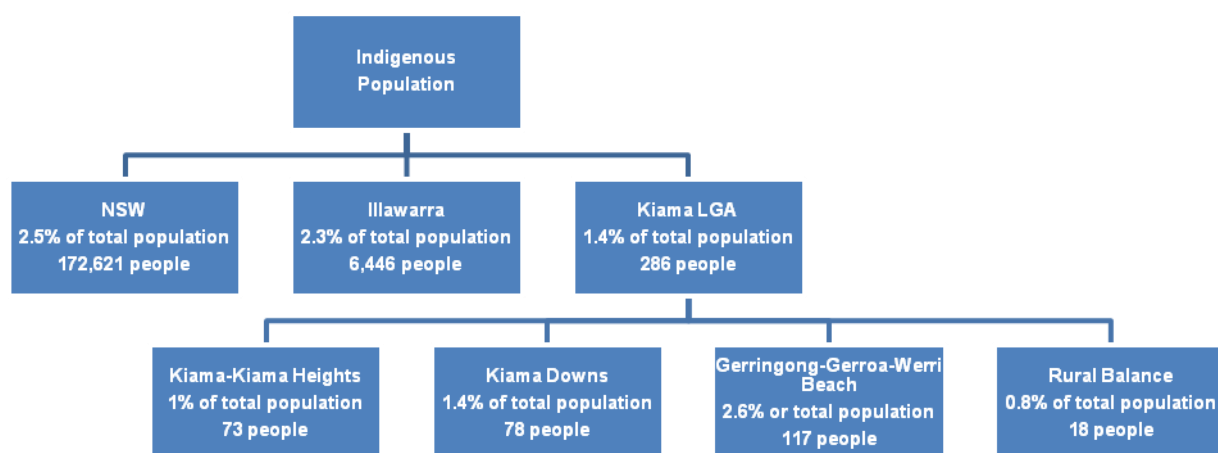 Indigenous
Population
NSW
2.5% of total population
172,621 people
Illawarra
2.3% of total population
6,446 people
Kiama LGA
1.4% of total population
286 people
Kiama-Kiama Heights
1% of total population
73 people
Kiama Downs
1.4% of total population
78 people
Gerringong-Gerroa-Werri
Beach
2.6% or total population
117 people
Rural Balance
0.8% of total population
18 people